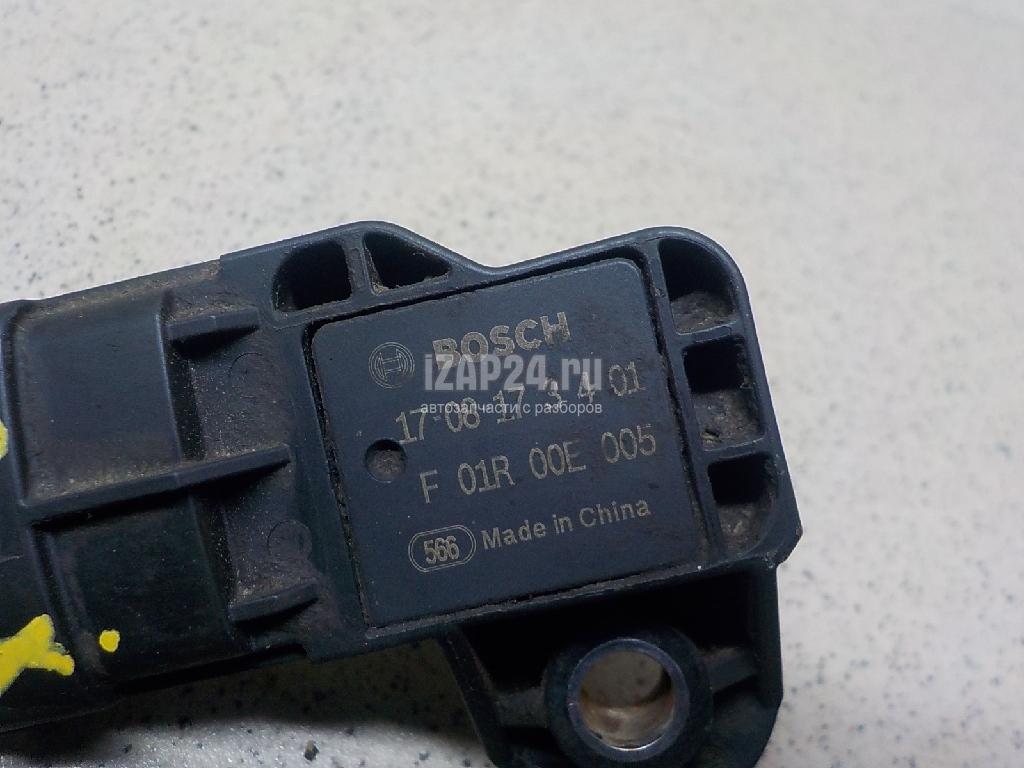 BOSCH
iZAP24.ru
17-08-17 3 4 01
автозапчасти с разборов
F 01R 00E 005
566 Made in China